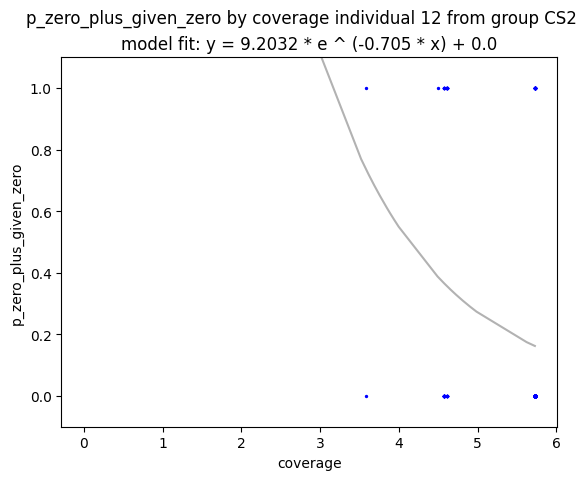 p_zero_plus_given_zero by coverage individual 12 from group CS2
model fit: y = 9.2032 * e ^ (-0.705 * x) + 0.0
1.0
0.8
0.6
0.4
0.2
0.0
p_zero_plus_given_zero
0 1 2 3 4 5 6
coverage